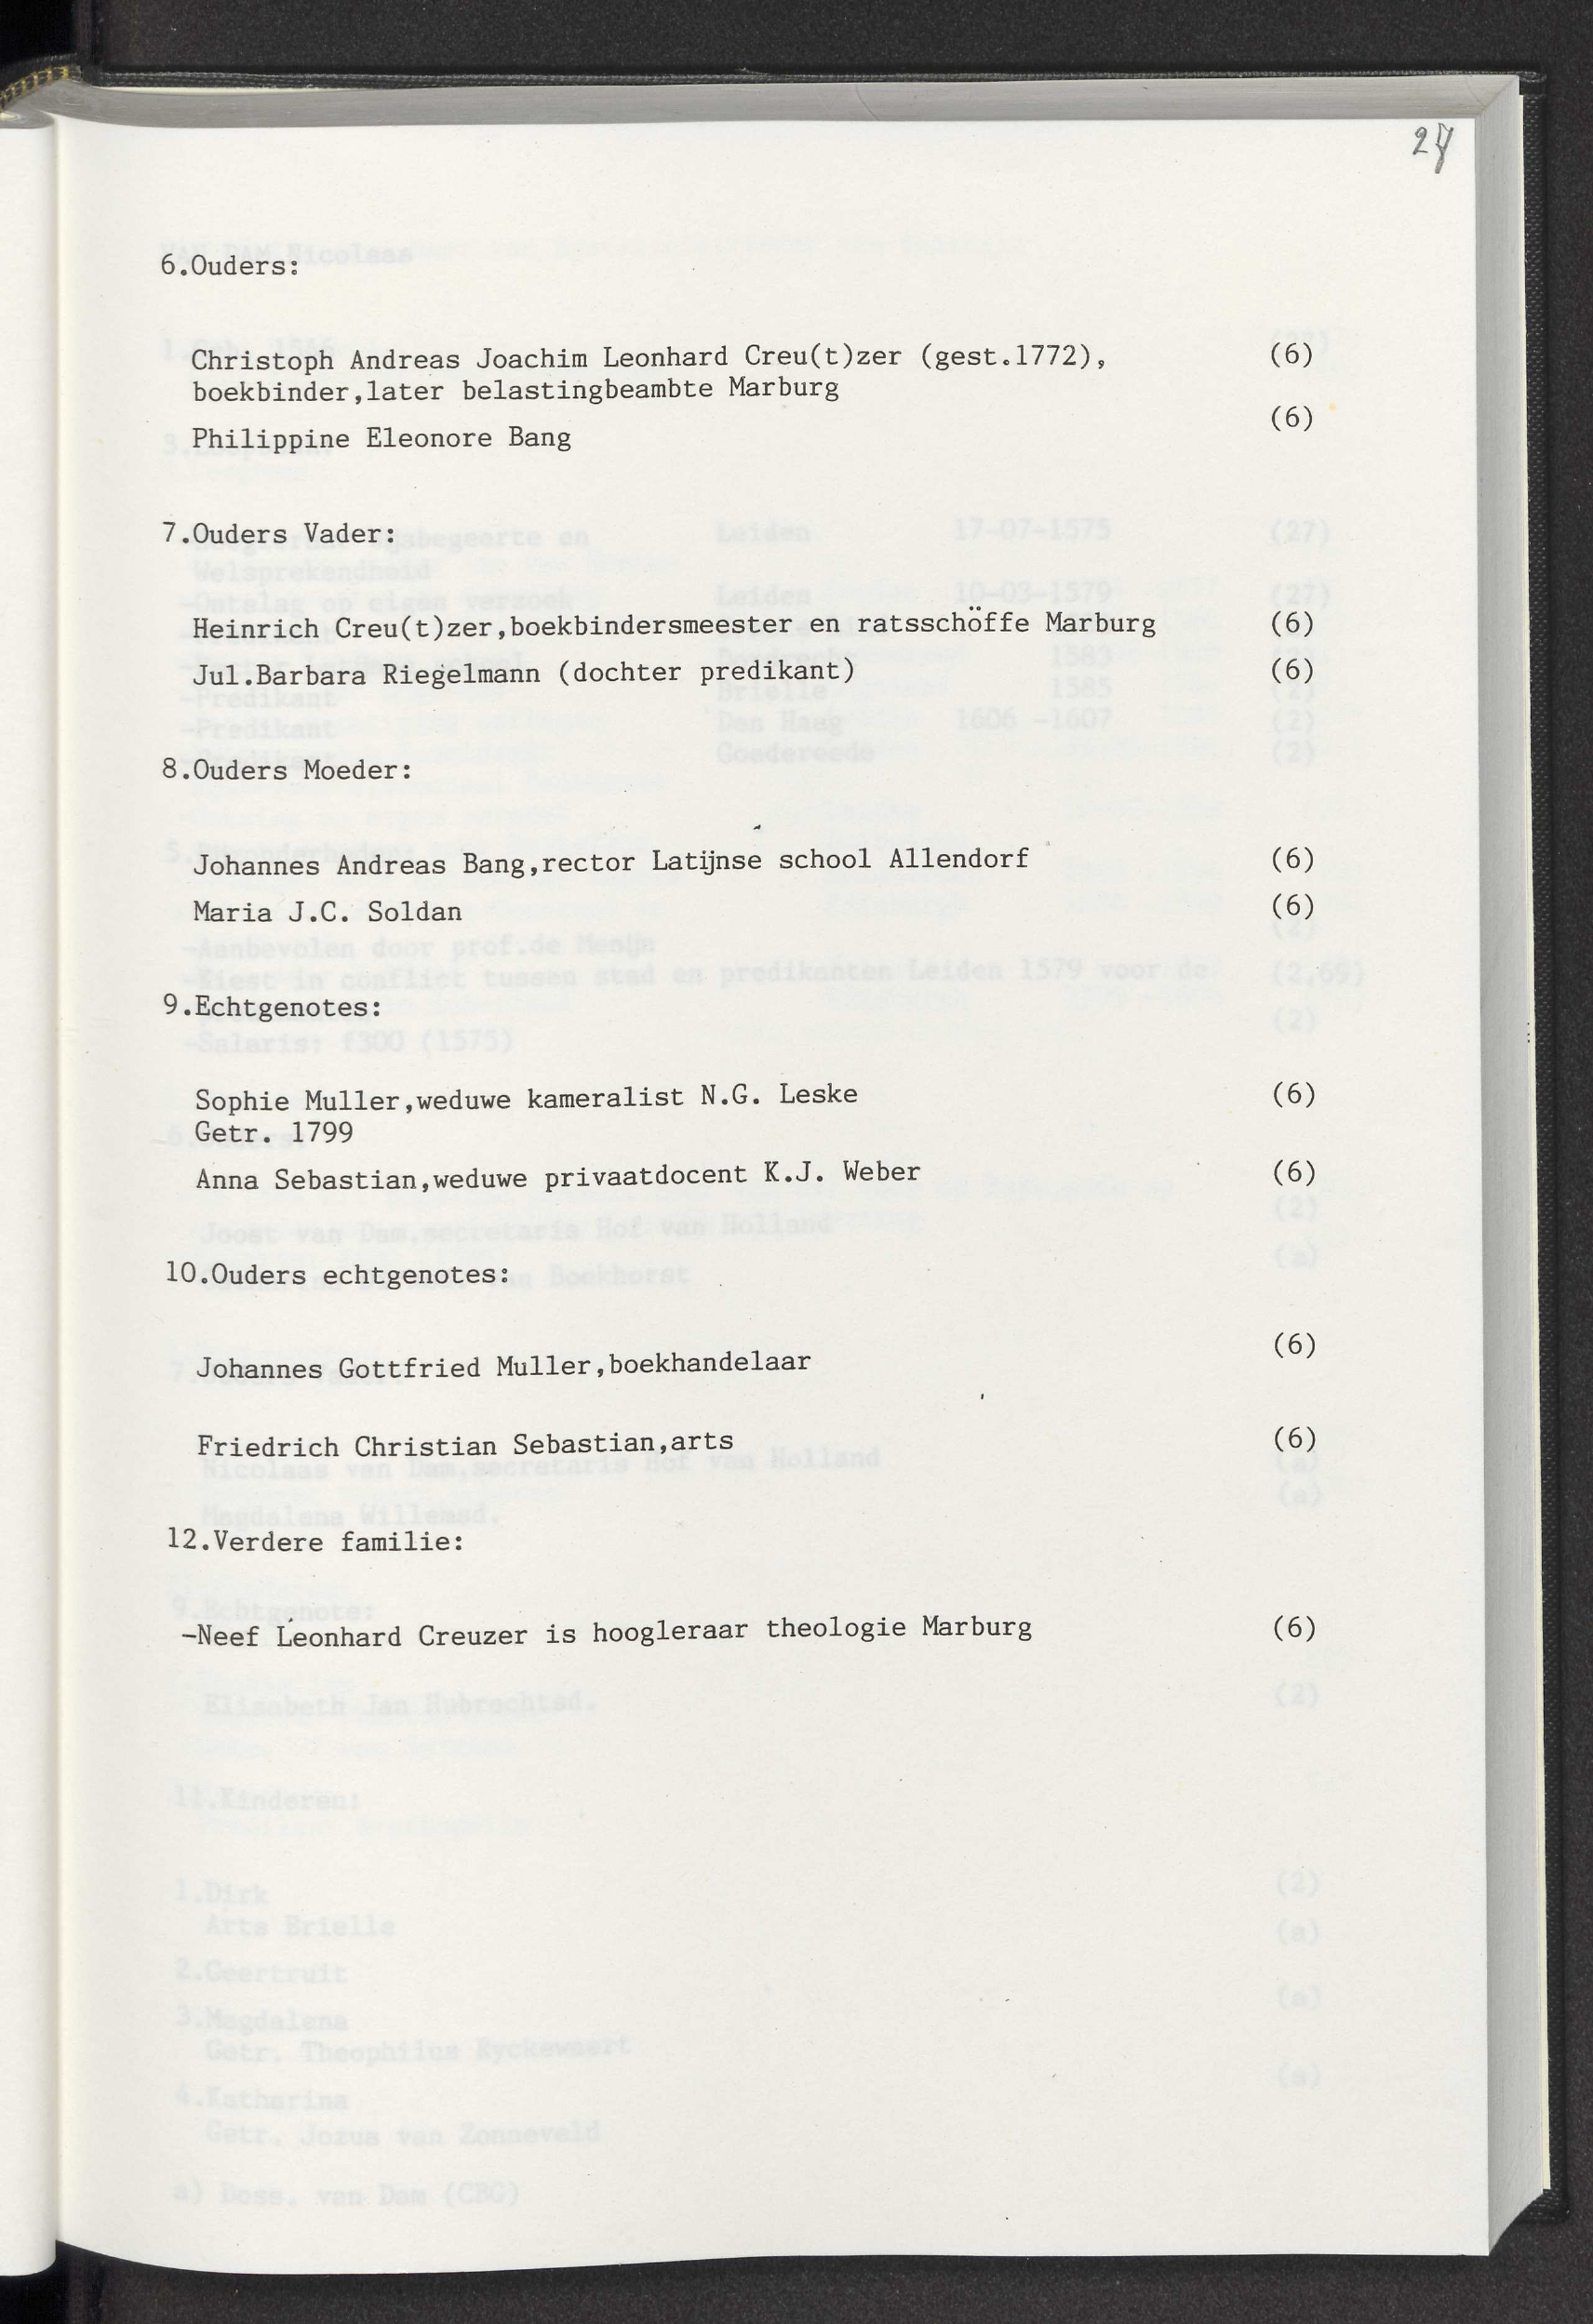 6.Ouders:
Christoph Andreas Joachim Leonhard Creu(t)zer (gest.1772), (6)
boekbinder,later belastingbeambte Marburg
(6)
Philippine Eleonore Bang
7.Ouders Vader:
Heinrich Creu(t)zer,boekbindersmeester en ratsschöffe Marburg (6)
Jul.Barbara Riegelmann (dochter predikant) (6)
8.Ouders Moeder:
Johannes Andreas Bang,rector Latijnse school Allendorf (6)
Maria J.C. Soldan (6)
9.Echtgenotes:
Sophie Muller,weduwe kameralist N.G. Leske (6)
Getr. 1799
Anna Sebastian,weduwe privaatdocent K.J. Weber (6)
10.Ouders echtgenotes:
(6)
Johannes Gottfried Muller,boekhandelaar
Friedrich Christian Sebastian,arts (6)
12.Verdere familie:
-Neef Leonhard Creuzer is hoogleraar theologie Marburg (6)